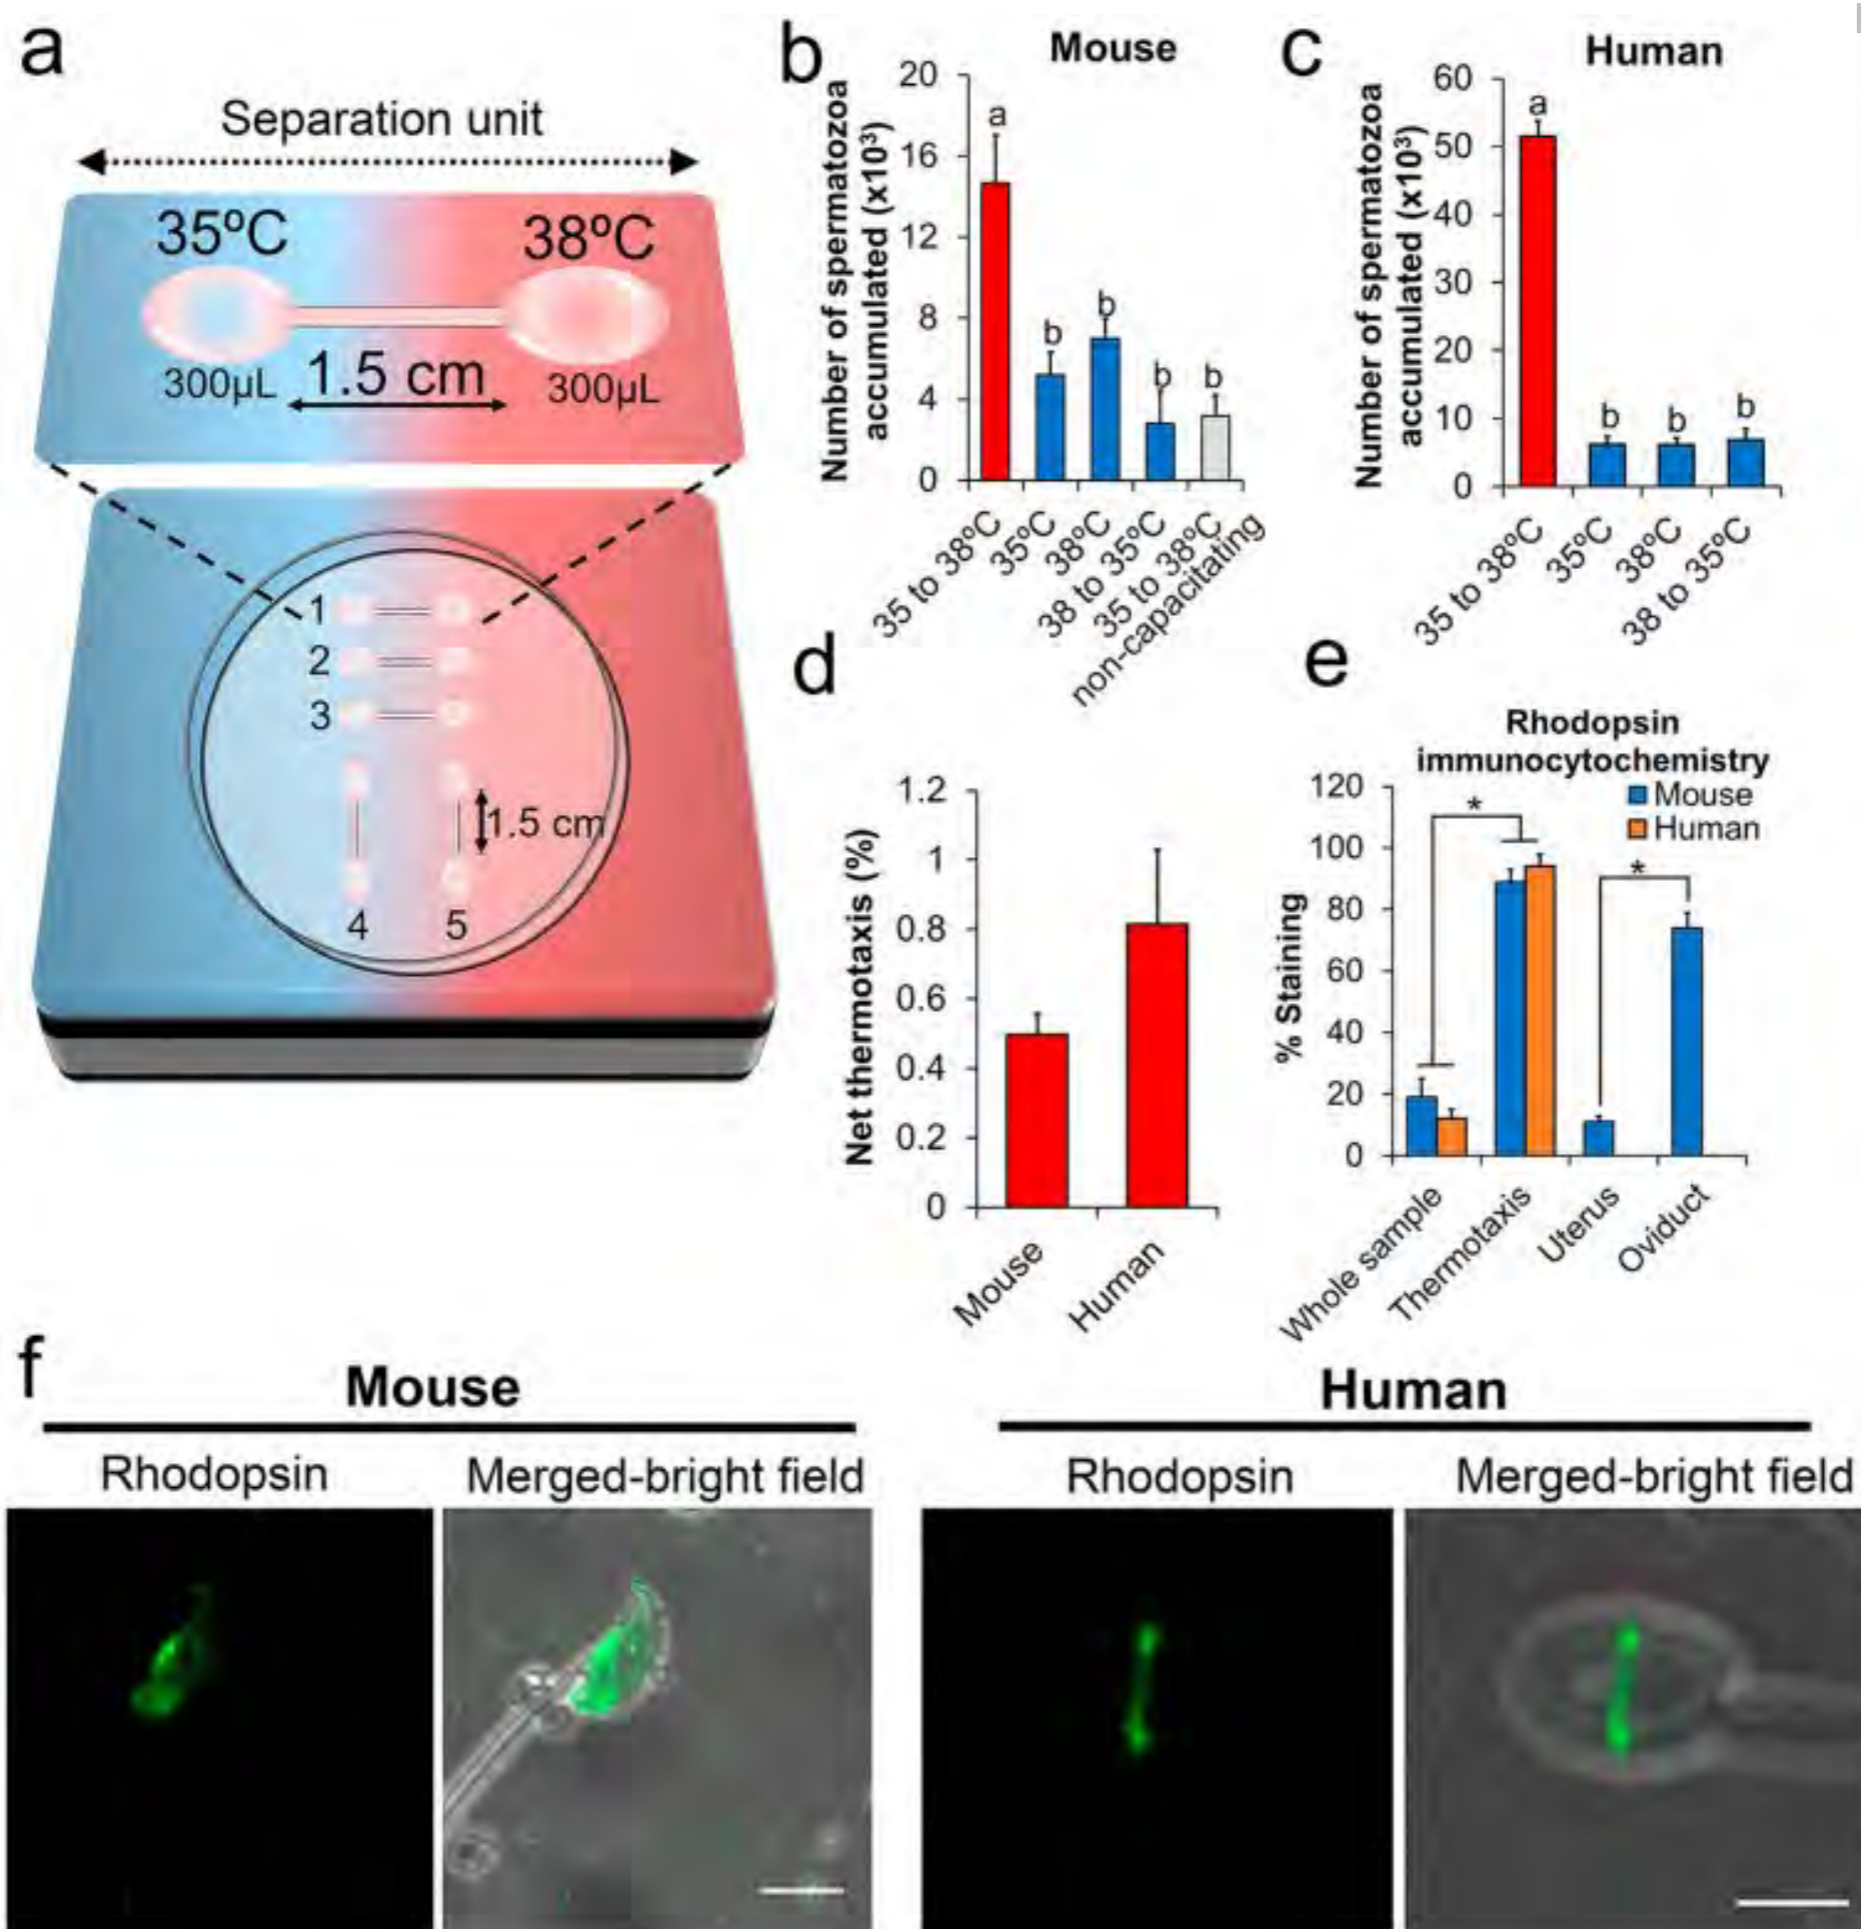 a
Separation unit
35ºC
38ºC
300µL
1.5 cm
300µL
1
2
3
1.5 cm
4
5
b
Mouse
Number of spermatozoa
accumulated (x10³)
20
16
12
8
4
0
a
b
b
b
b
35 to 38ºC
35ºC
38ºC
38 to 35ºC
35 to 38ºC
non-capacitating
c
Human
Number of spermatozoa
accumulated (x10³)
60
50
40
30
20
10
0
a
b
b
b
35 to 38ºC
35ºC
38ºC
38 to 35ºC
d
Net thermotaxis (%)
1.2
1
0.8
0.6
0.4
0.2
0
Mouse
Human
e
Rhodopsin
immunocytochemistry
% Staining
120
100
80
60
40
20
0
Mouse
Human
*
*
Whole sample
Thermotaxis
Uterus
Oviduct
f
Mouse
Human
Rhodopsin
Merged-bright field
Rhodopsin
Merged-bright field